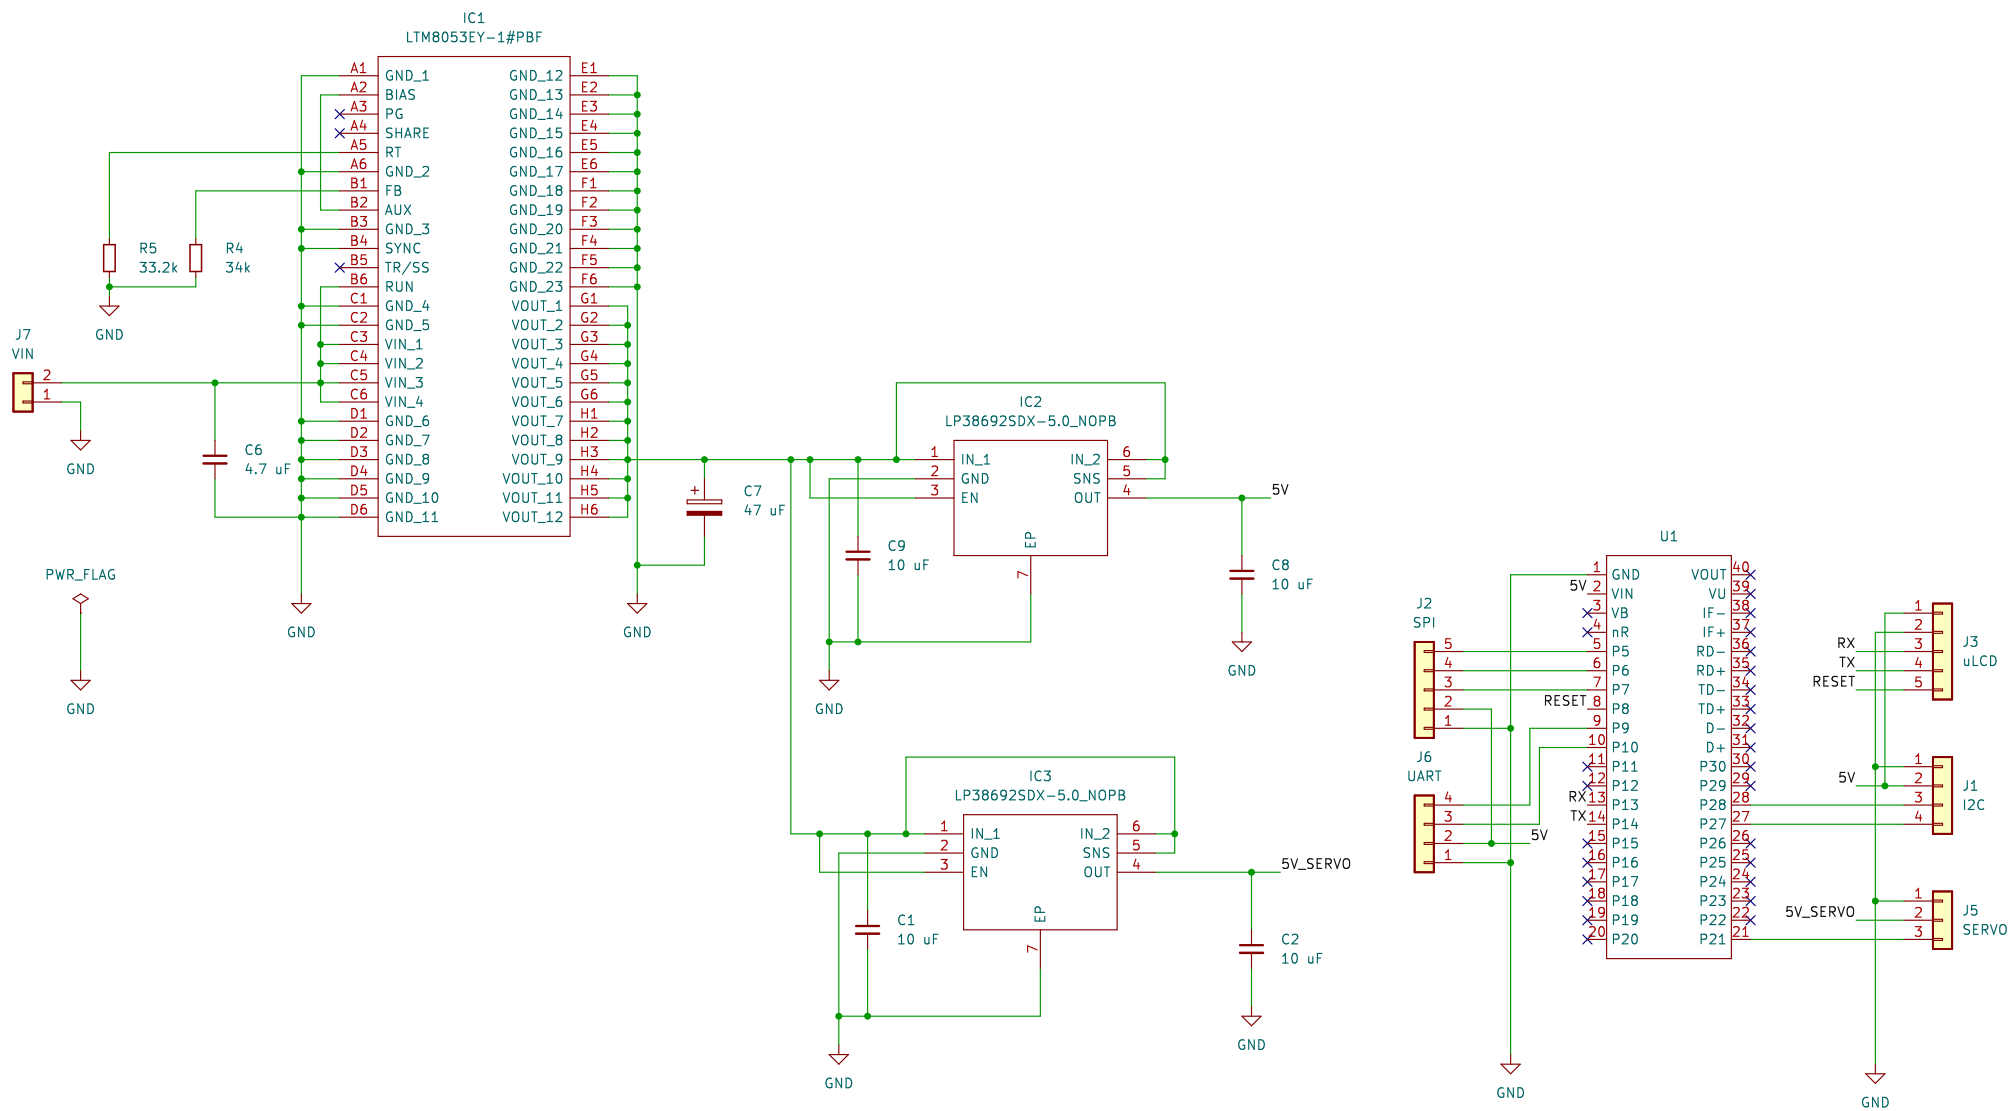 IC1
LTM8053EY-1#PBF
A1 GND_1 GND_12 E1
A2 BIAS GND_13 E2
A3 PG GND_14 E3
A4 SHARE GND_15 E4
A5 RT GND_16 E5
A6 GND_2 GND_17 E6
B1 FB GND_18 F1
B2 AUX GND_19 F2
B3 GND_3 GND_20 F3
B4 SYNC GND_21 F4
B5 TR/SS GND_22 F5
B6 RUN GND_23 F6
C1 GND_4 VOUT_1 G1
C2 GND_5 VOUT_2 G2
C3 VIN_1 VOUT_3 G3
C4 VIN_2 VOUT_4 G4
C5 VIN_3 VOUT_5 G5
C6 VIN_4 VOUT_6 G6
D1 GND_6 VOUT_7 H1
D2 GND_7 VOUT_8 H2
D3 GND_8 VOUT_9 H3
D4 GND_9 VOUT_10 H4
D5 GND_10 VOUT_11 H5
D6 GND_11 VOUT_12 H6
R5
33.2k
R4
34k
GND
J7
VIN
2
1
GND
C6
4.7 uF
PWR_FLAG
GND
GND
GND
+
C7
47 uF
IC2
LP38692SDX-5.0_NOPB
1 IN_1 IN_2 6
2 GND SNS 5
3 EN OUT 4
EP
7
5V
C9
10 uF
C8
10 uF
GND
GND
IC3
LP38692SDX-5.0_NOPB
1 IN_1 IN_2 6
2 GND SNS 5
3 EN OUT 4
EP
7
5V_SERVO
C1
10 uF
C2
10 uF
GND
GND
J2
SPI
5
4
3
2
1
J6
UART
4
3
2
1
5V
GND
U1
1 GND VOUT 40
5V 2 VIN VU 39
3 VB IF- 38
4 nR IF+ 37
5 P5 RD- 36
6 P6 RD+ 35
7 P7 TD- 34
RESET 8 P8 TD+ 33
9 P9 D- 32
10 P10 D+ 31
11 P11 P30 30
12 P12 P29 29
RX 13 P13 P28 28
TX 14 P14 P27 27
15 P15 P26 26
16 P16 P25 25
17 P17 P24 24
18 P18 P23 23
19 P19 P22 22
20 P20 P21 21
1
2
RX 3
TX 4
RESET 5
J3
uLCD
1
5V 2
3
4
J1
I2C
1
5V_SERVO 2
3
J5
SERVO
GND